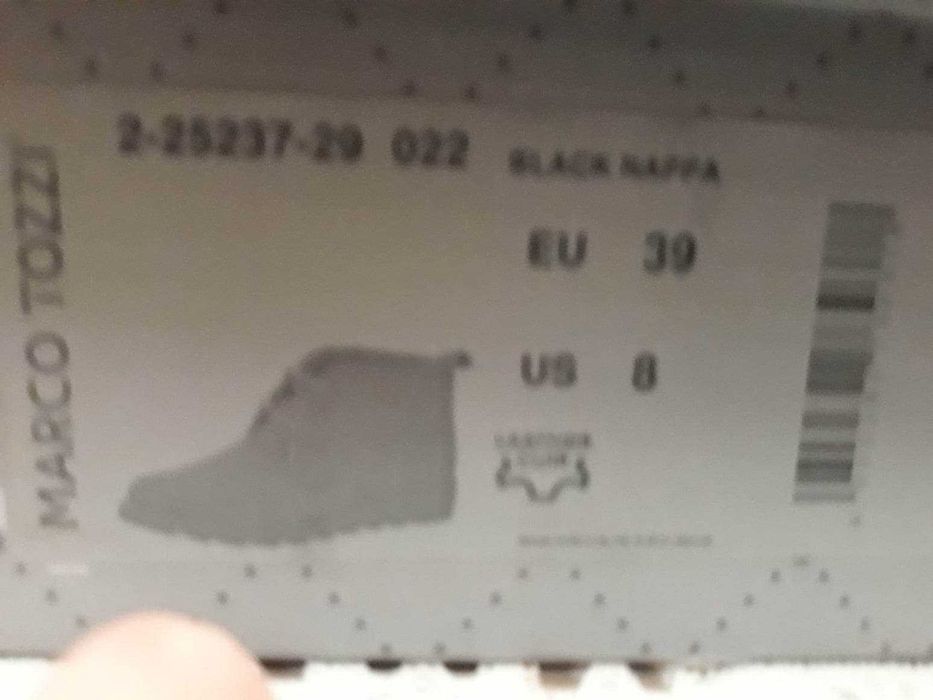 MARCO TOZZI
2-25237-29 022
BLACK NAPPA
EU 39
US 8